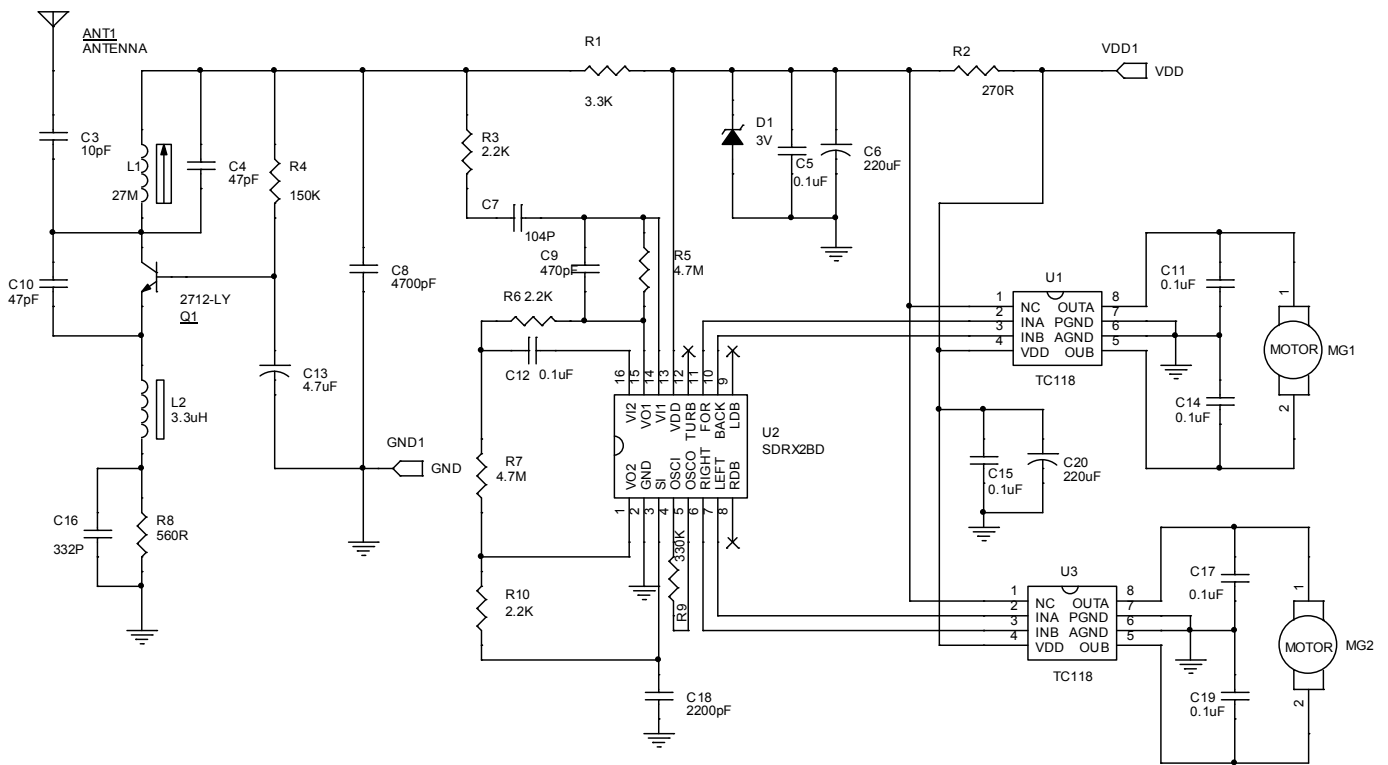 ANT1
ANTENNA
R1
3.3K
R2
270R
VDD1
VDD
C3
10pF
L1
27M
C4
47pF
R4
150K
R3
2.2K
D1
3V
C5
0.1uF
C6
220uF
C7
104P
C9
470pF
R5
4.7M
C10
47pF
2712-LY
Q1
C8
4700pF
R6 2.2K
C12
0.1uF
C13
4.7uF
L2
3.3uH
GND1
GND
R7
4.7M
C16
332P
R8
560R
R10
2.2K
16
15
14
13
12
11
10
9
VI2
VO1
VI1
VDD
TURB
FOR
BACK
LDB
U2
SDRX2BD
VO2
GND
SI
OSCI
OSCO
RIGHT
LEFT
RDB
1
2
3
4
5
6
7
8
330K
R9
C18
2200pF
U1
1 NC OUTA 8
2 INA PGND 7
3 INB AGND 6
4 VDD OUB 5
TC118
C11
0.1uF
C14
0.1uF
1
MOTOR
MG1
2
C15
0.1uF
C20
220uF
U3
1 NC OUTA 8
2 INA PGND 7
3 INB AGND 6
4 VDD OUB 5
TC118
C17
0.1uF
C19
0.1uF
1
MOTOR
MG2
2